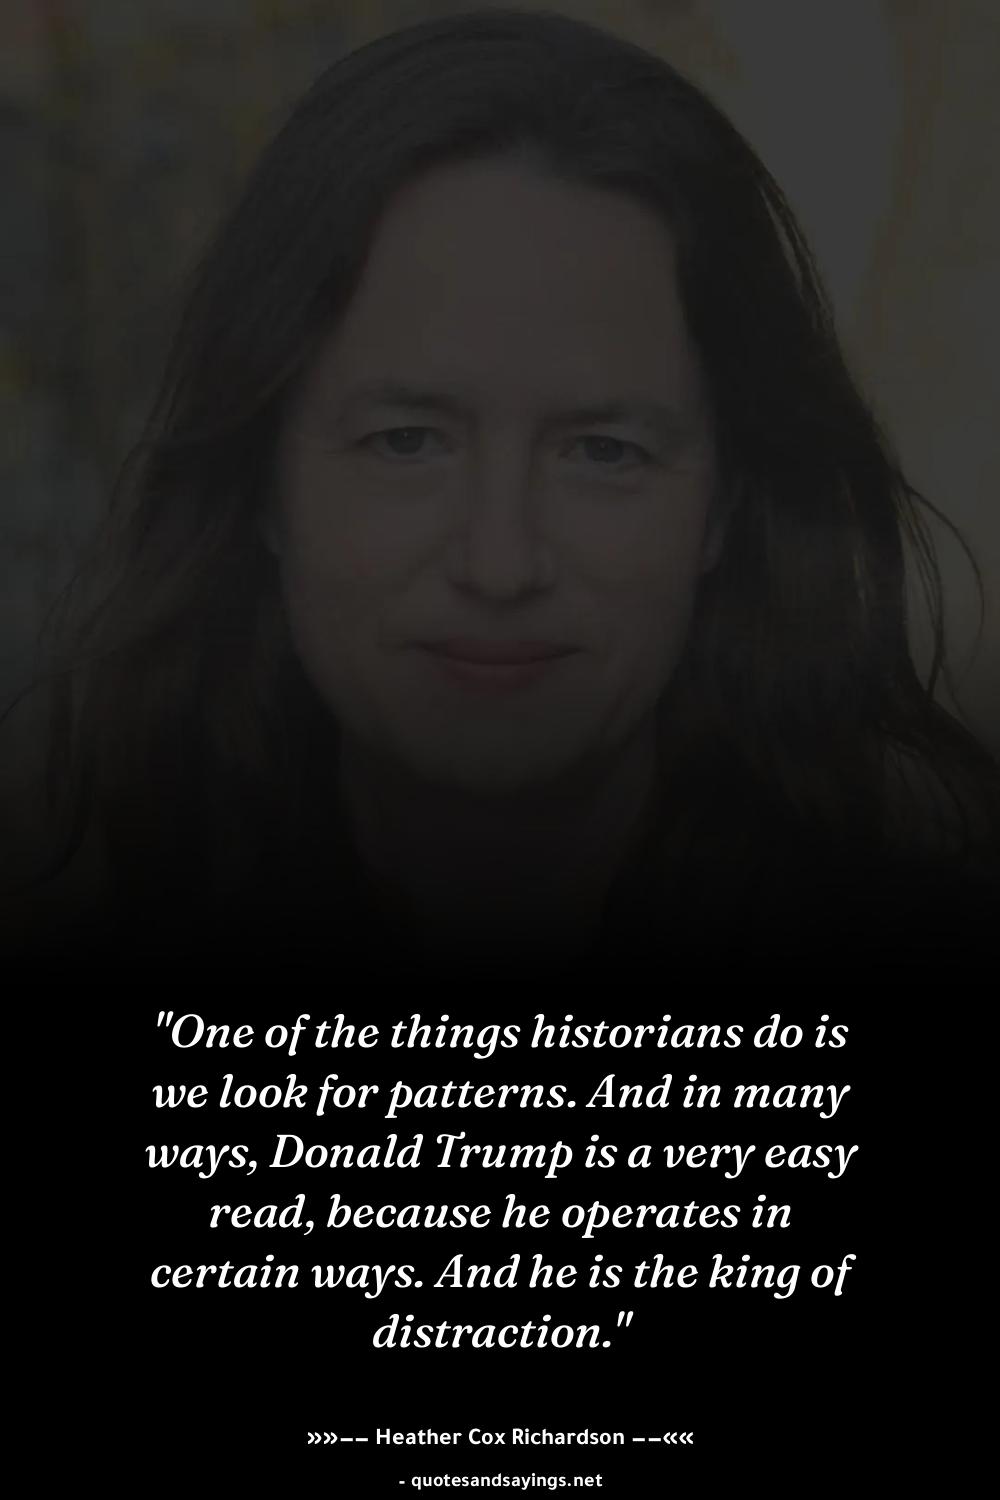 "One of the things historians do is
we look for patterns. And in many
ways, Donald Trump is a very easy
read, because he operates in
certain ways. And he is the king of
distraction."
»»−− Heather Cox Richardson −−««
- quotesandsayings.net